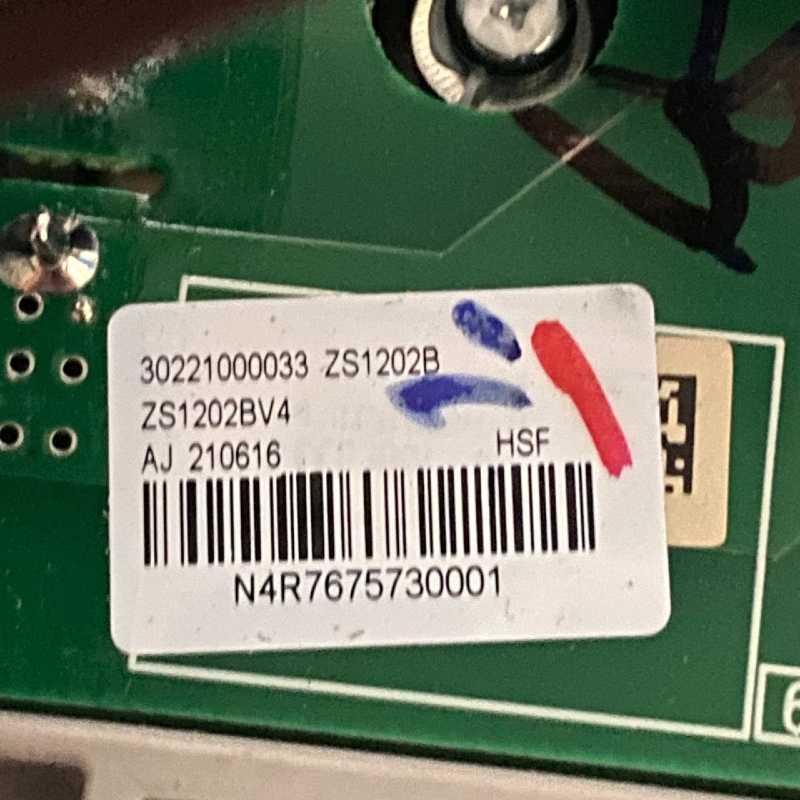 30221000033 ZS1202B
ZS1202BV4
AJ 210616 HSF
N4R7675730001